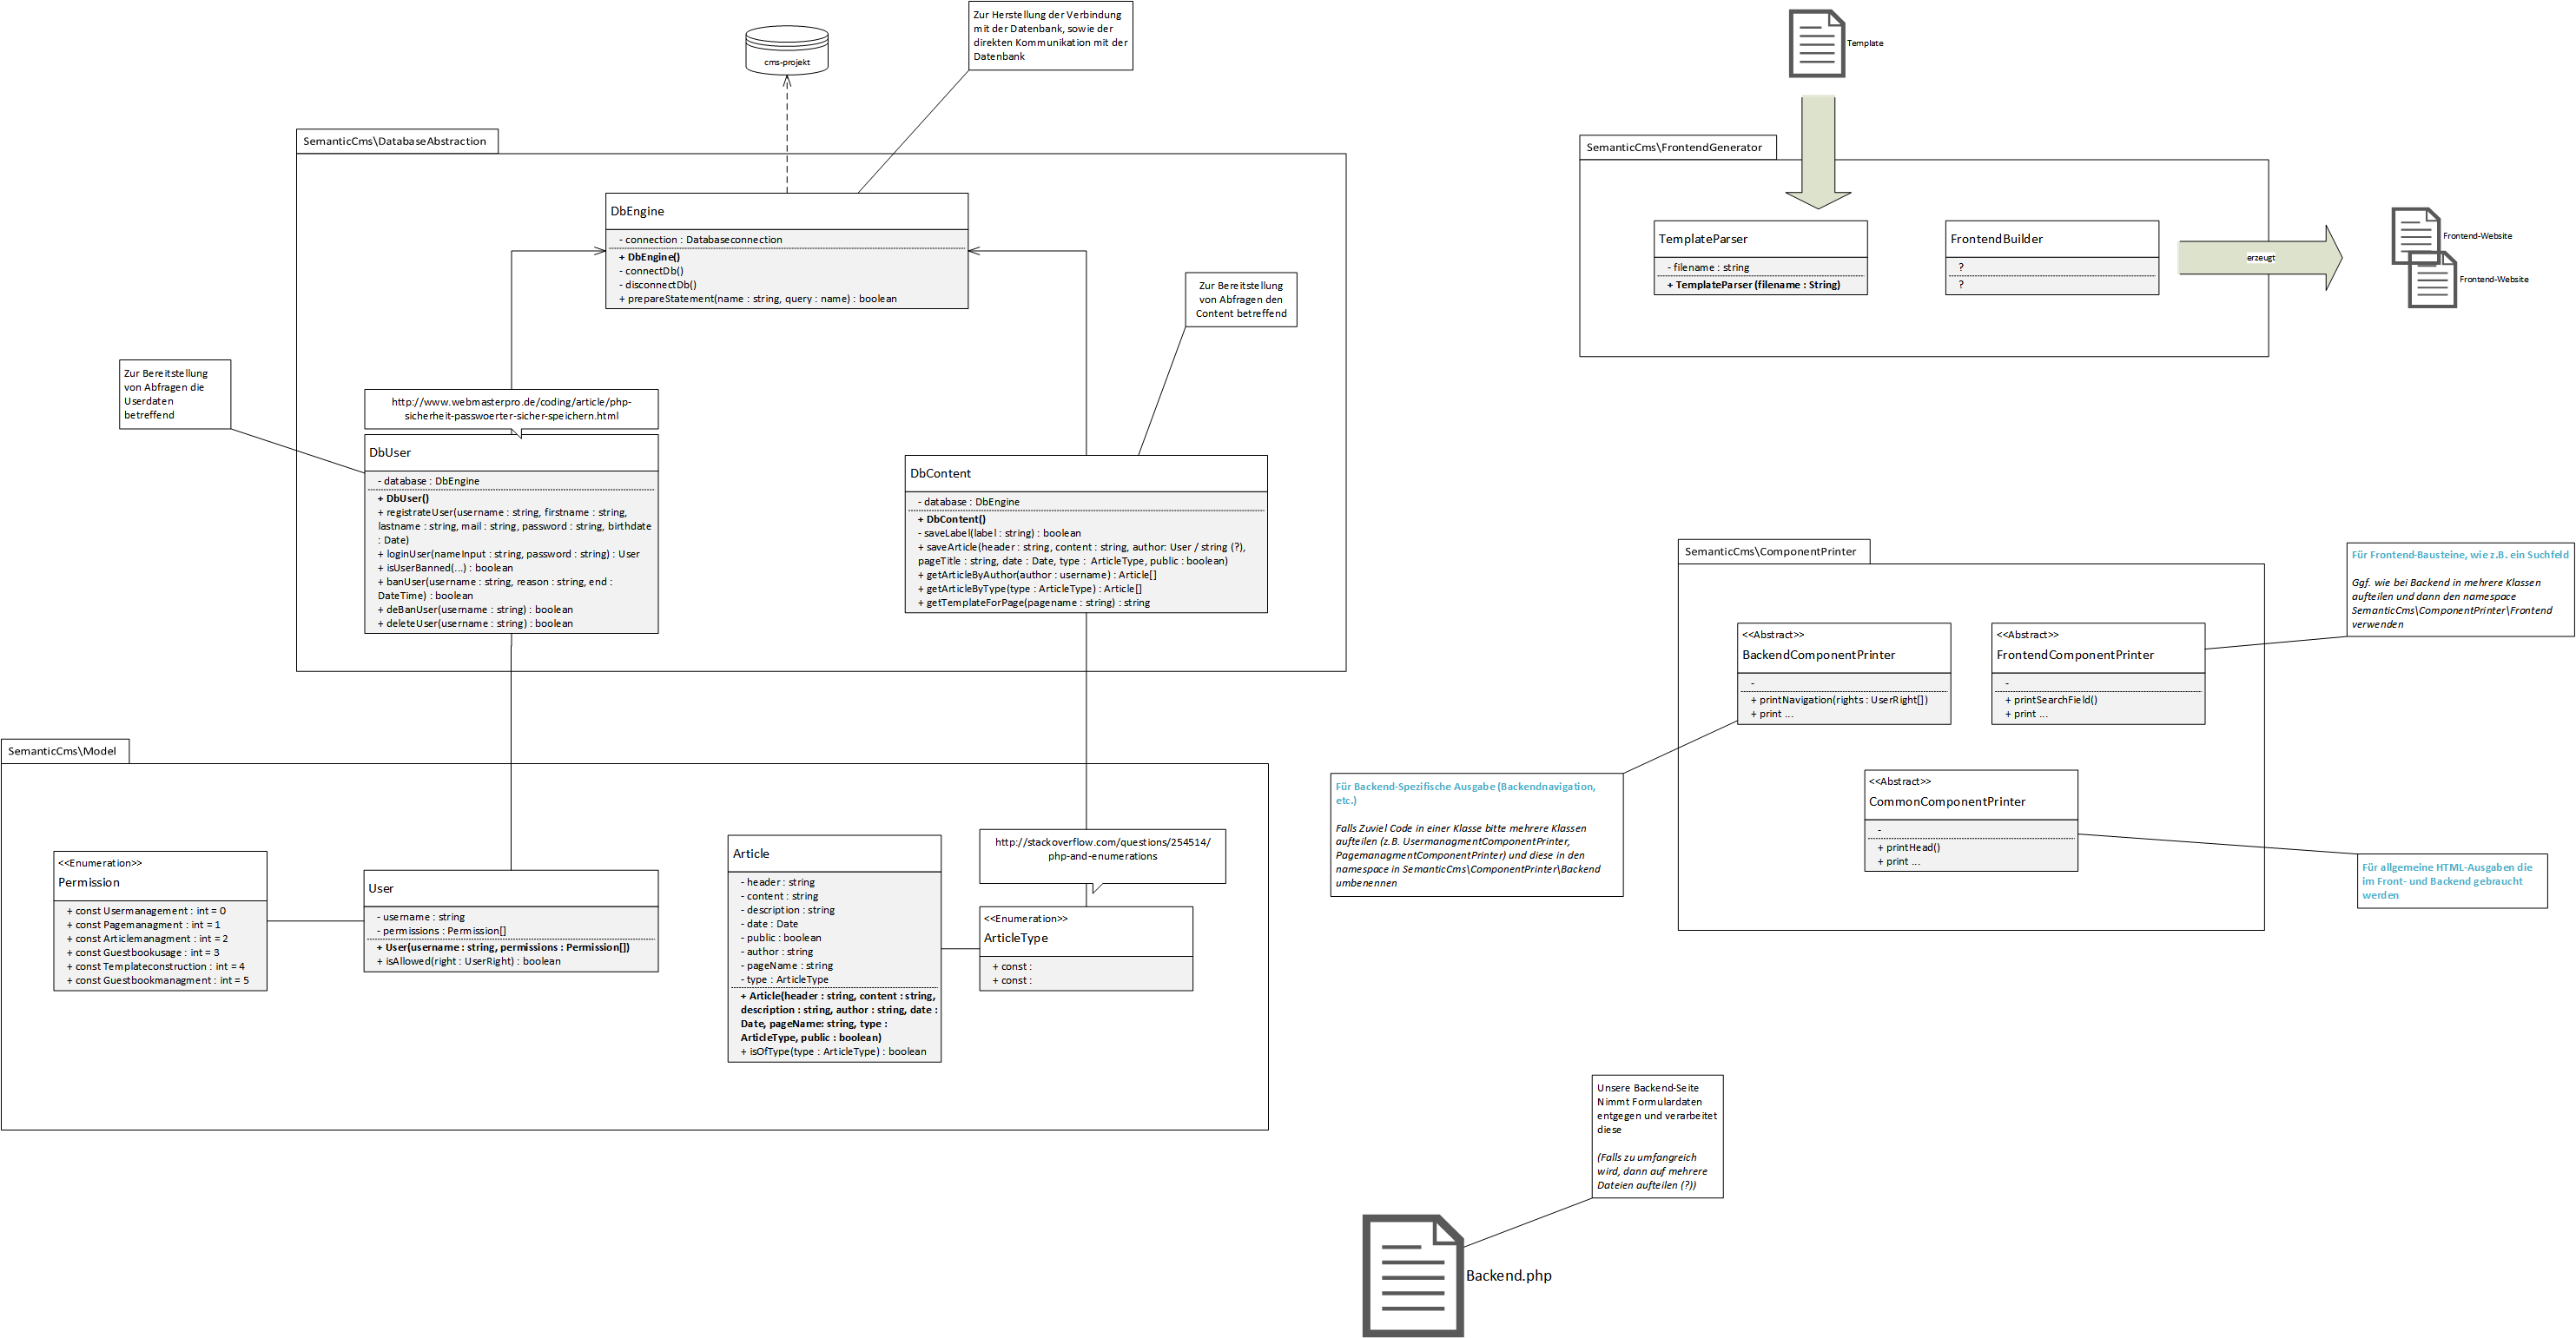 cms-projekt
Zur Herstellung der Verbindung
mit der Datenbank, sowie der
direkten Kommunikation mit der
Datenbank
SemanticCms\DatabaseAbstraction
DbEngine
- connection : Databaseconnection
+ DbEngine()
- connectDb()
- disconnectDb()
+ prepareStatement(name : string, query : name) : boolean
Zur Bereitstellung
von Abfragen den
Content betreffend
Zur Bereitstellung
von Abfragen die
Userdaten
betreffend
http://www.webmasterpro.de/coding/article/php-
sicherheit-passwoerter-sicher-speichern.html
DbUser
- database : DbEngine
+ DbUser()
+ registrateUser(username : string, firstname : string,
lastname : string, mail : string, password : string, birthdate
: Date)
+ loginUser(nameInput : string, password : string) : User
+ isUserBanned(...) : boolean
+ banUser(username : string, reason : string, end :
DateTime) : boolean
+ deBanUser(username : string) : boolean
+ deleteUser(username : string) : boolean
DbContent
- database : DbEngine
+ DbContent()
- saveLabel(label : string) : boolean
+ saveArticle(header : string, content : string, author: User / string (?),
pageTitle : string, date : Date, type :  ArticleType, public : boolean)
+ getArticleByAuthor(author : username) : Article[]
+ getArticleByType(type : ArticleType) : Article[]
+ getTemplateForPage(pagename : string) : string
SemanticCms\Model
<<Enumeration>>
Permission
+ const Usermanagement : int = 0
+ const Pagemanagment : int = 1
+ const Articlemanagment : int = 2
+ const Guestbookusage : int = 3
+ const Templateconstruction : int = 4
+ const Guestbookmanagment : int = 5
User
- username : string
- permissions : Permission[]
+ User(username : string, permissions : Permission[])
+ isAllowed(right : UserRight) : boolean
Article
- header : string
- content : string
- description : string
- date : Date
- public : boolean
- author : string
- pageName : string
- type : ArticleType
+ Article(header : string, content : string,
description : string, author : string, date :
Date, pageName: string, type :
ArticleType, public : boolean)
+ isOfType(type : ArticleType) : boolean
http://stackoverflow.com/questions/254514/
php-and-enumerations
<<Enumeration>>
ArticleType
+ const :
+ const :
Template
SemanticCms\FrontendGenerator
TemplateParser
- filename : string
+ TemplateParser (filename : String)
FrontendBuilder
?
?
erzeugt
Frontend-Website
Frontend-Website
SemanticCms\ComponentPrinter
<<Abstract>>
BackendComponentPrinter
-
+ printNavigation(rights : UserRight[])
+ print ...
<<Abstract>>
FrontendComponentPrinter
-
+ printSearchField()
+ print ...
<<Abstract>>
CommonComponentPrinter
-
+ printHead()
+ print ...
Für Frontend-Bausteine, wie z.B. ein Suchfeld
Ggf. wie bei Backend in mehrere Klassen
aufteilen und dann den namespace
SemanticCms\ComponentPrinter\Frontend
verwenden
Für Backend-Spezifische Ausgabe (Backendnavigation,
etc.)
Falls Zuviel Code in einer Klasse bitte mehrere Klassen
aufteilen (z.B. UsermanagmentComponentPrinter,
PagemanagmentComponentPrinter) und diese in den
namespace in SemanticCms\ComponentPrinter\Backend
umbenennen
Für allgemeine HTML-Ausgaben die
im Front- und Backend gebraucht
werden
Unsere Backend-Seite
Nimmt Formulardaten
entgegen und verarbeitet
diese
(Falls zu umfangreich
wird, dann auf mehrere
Dateien aufteilen (?))
Backend.php